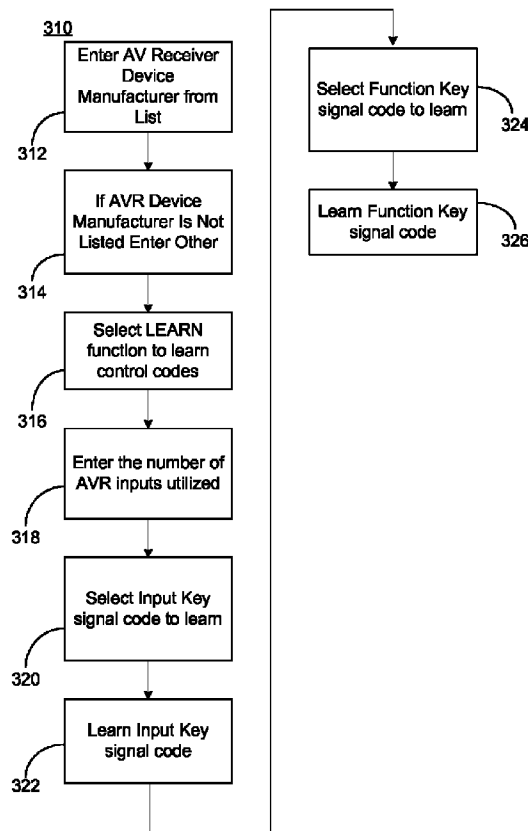 310
Enter AV Receiver
Device
Manufacturer from
List
312
If AVR Device
Manufacturer Is Not
Listed Enter Other
314
Select LEARN
function to learn
control codes
316
Enter the number of
AVR inputs utilized
318
Select Input Key
signal code to learn
320
Learn Input Key
signal code
322
Select Function Key
signal code to learn
324
Learn Function Key
signal code
326